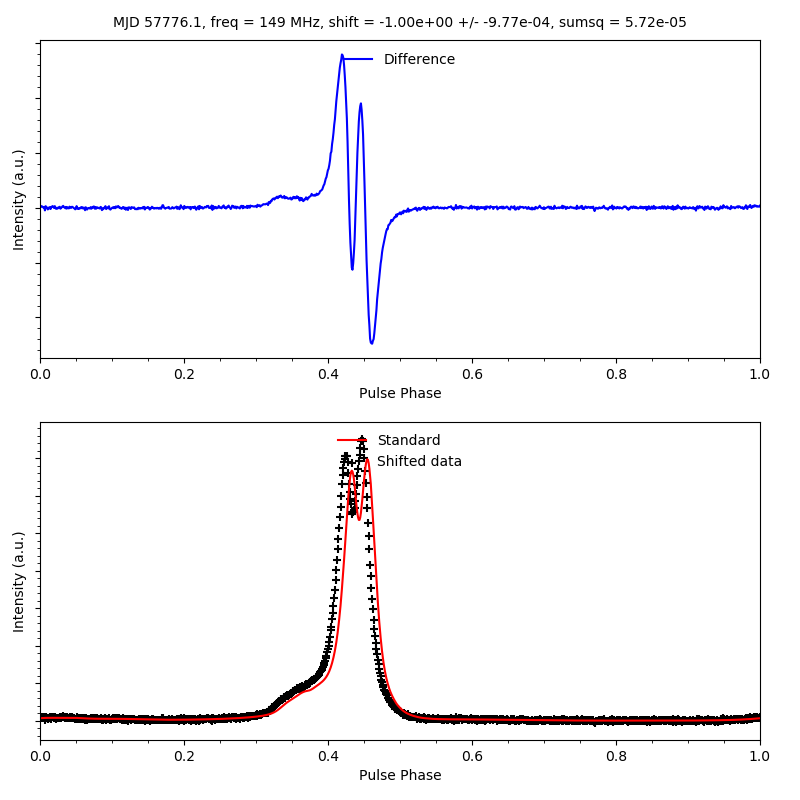 MJD 57776.1, freq = 149 MHz, shift = -1.00e+00 +/- -9.77e-04, sumsq = 5.72e-05
Difference
Intensity (a.u.)
0.0 0.2 0.4 0.6 0.8 1.0
Pulse Phase
Standard
Shifted data
Intensity (a.u.)
0.0 0.2 0.4 0.6 0.8 1.0
Pulse Phase